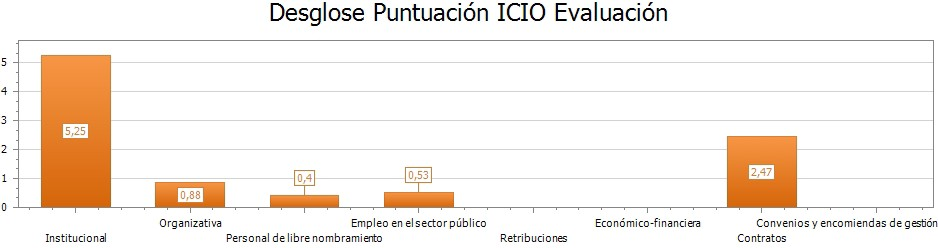 Desglose Puntuación ICIO Evaluación
5
4
3
2
1
0
5,25
0,88
0,4
0,53
2,47
Organizativa
Empleo en el sector público
Económico-financiera
Convenios y encomiendas de gestión
Institucional
Personal de libre nombramiento
Retribuciones
Contratos